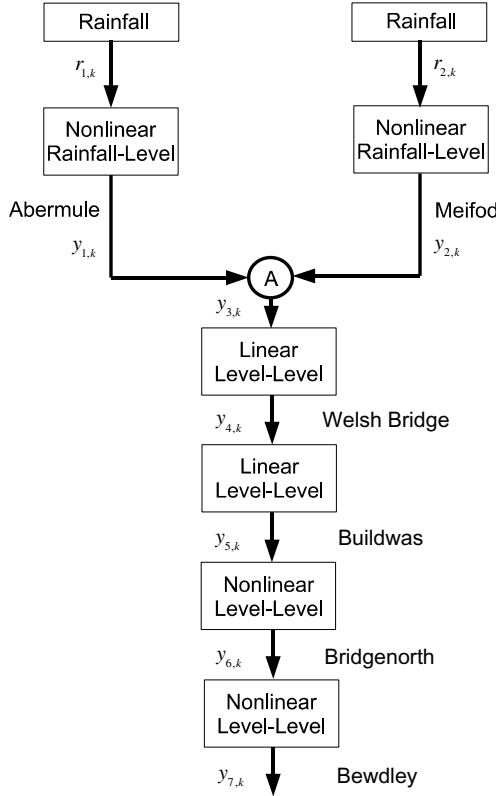 Rainfall
Rainfall
r1,k
r2,k
Nonlinear
Rainfall-Level
Nonlinear
Rainfall-Level
Abermule
Meifod
y1,k
y2,k
A
y3,k
Linear
Level-Level
y4,k
Welsh Bridge
Linear
Level-Level
y5,k
Buildwas
Nonlinear
Level-Level
y6,k
Bridgenorth
Nonlinear
Level-Level
y7,k
Bewdley